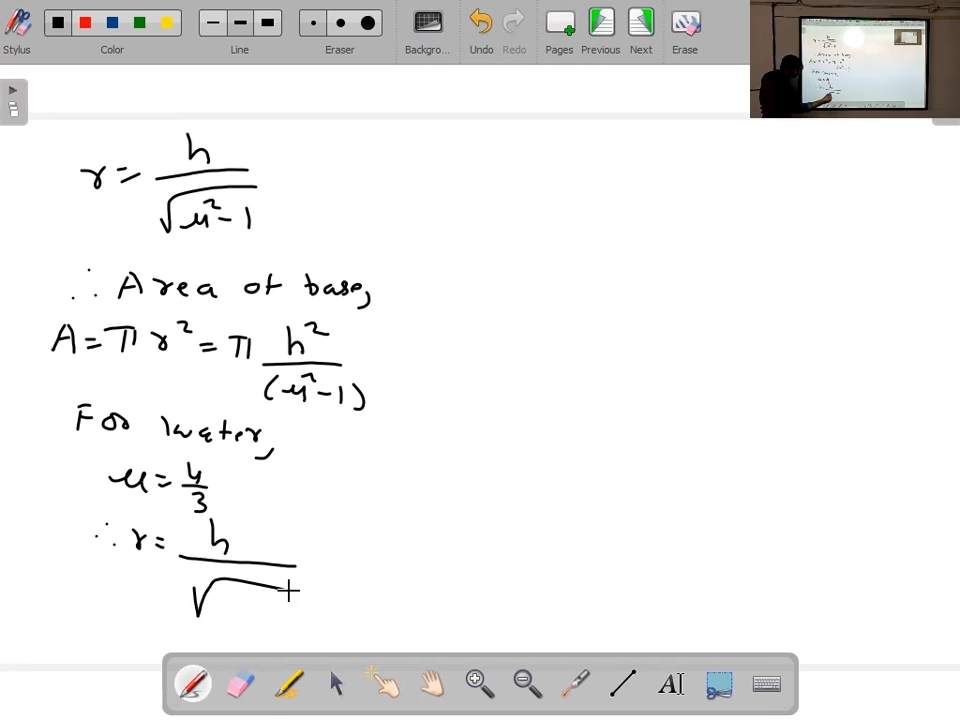 Stylus
Color
Line
Eraser
Backgro...
Undo
Redo
Pages
Previous
Next
Erase
r = h / √(μ² - 1)
∴ Area of base,
A = π r² = π h² / (μ² - 1)
For water,
μ = 4/3
∴ r = h / √
A